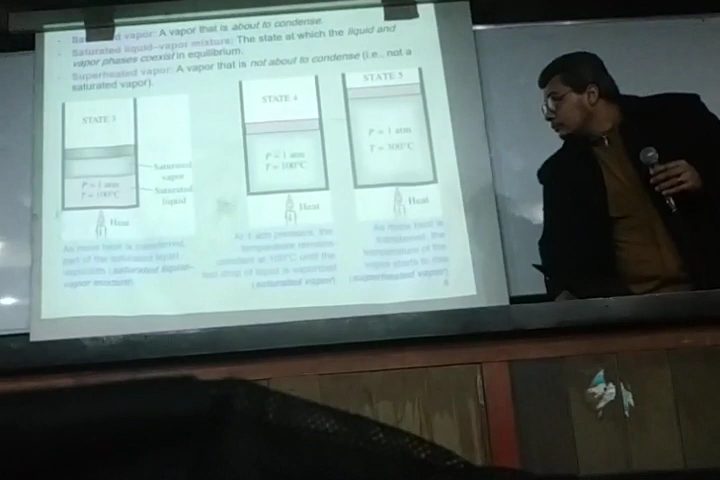 Saturated vapor: A vapor that is about to condense.
Saturated liquid–vapor mixture: The state at which the liquid and
vapor phases coexist in equilibrium.
Superheated vapor: A vapor that is not about to condense (i.e., not a
saturated vapor).
STATE 3
Saturated
vapor
Saturated
liquid
P = 1 atm
T = 100°C
Heat
As more heat is transferred,
part of the saturated liquid
vaporizes (saturated liquid–
vapor mixture).
STATE 4
P = 1 atm
T = 100°C
Heat
At 1 atm pressure, the
temperature remains
constant at 100°C until the
last drop of liquid is vaporized
(saturated vapor).
STATE 5
P = 1 atm
T = 300°C
Heat
As more heat is
transferred, the
temperature of the
vapor starts to rise
(superheated vapor).